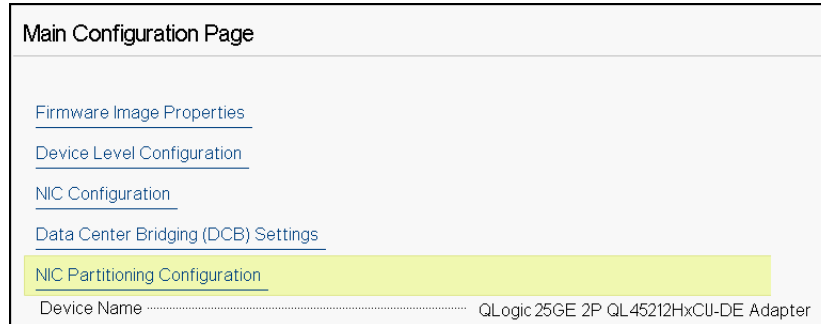 Main Configuration Page
Firmware Image Properties
Device Level Configuration
NIC Configuration
Data Center Bridging (DCB) Settings
NIC Partitioning Configuration
Device Name QLogic 25GE 2P QL45212HxCU-DE Adapter